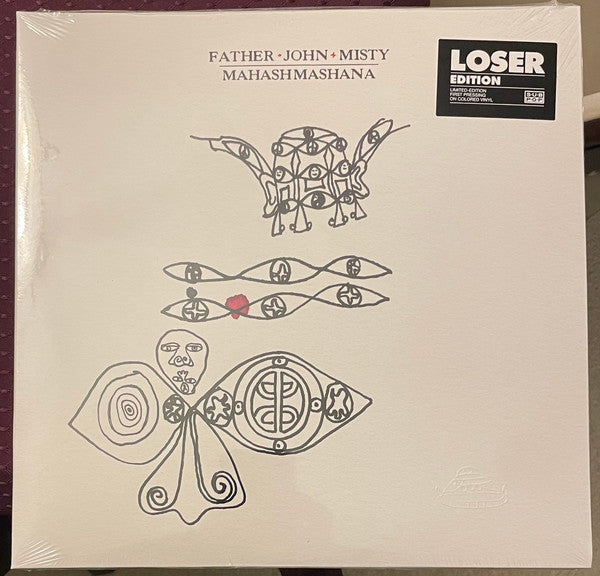 FATHER • JOHN + MISTY
MAHASHMASHANA
LOSER
EDITION
LIMITED-EDITION
FIRST PRESSING
ON COLORED VINYL
SUB
POP